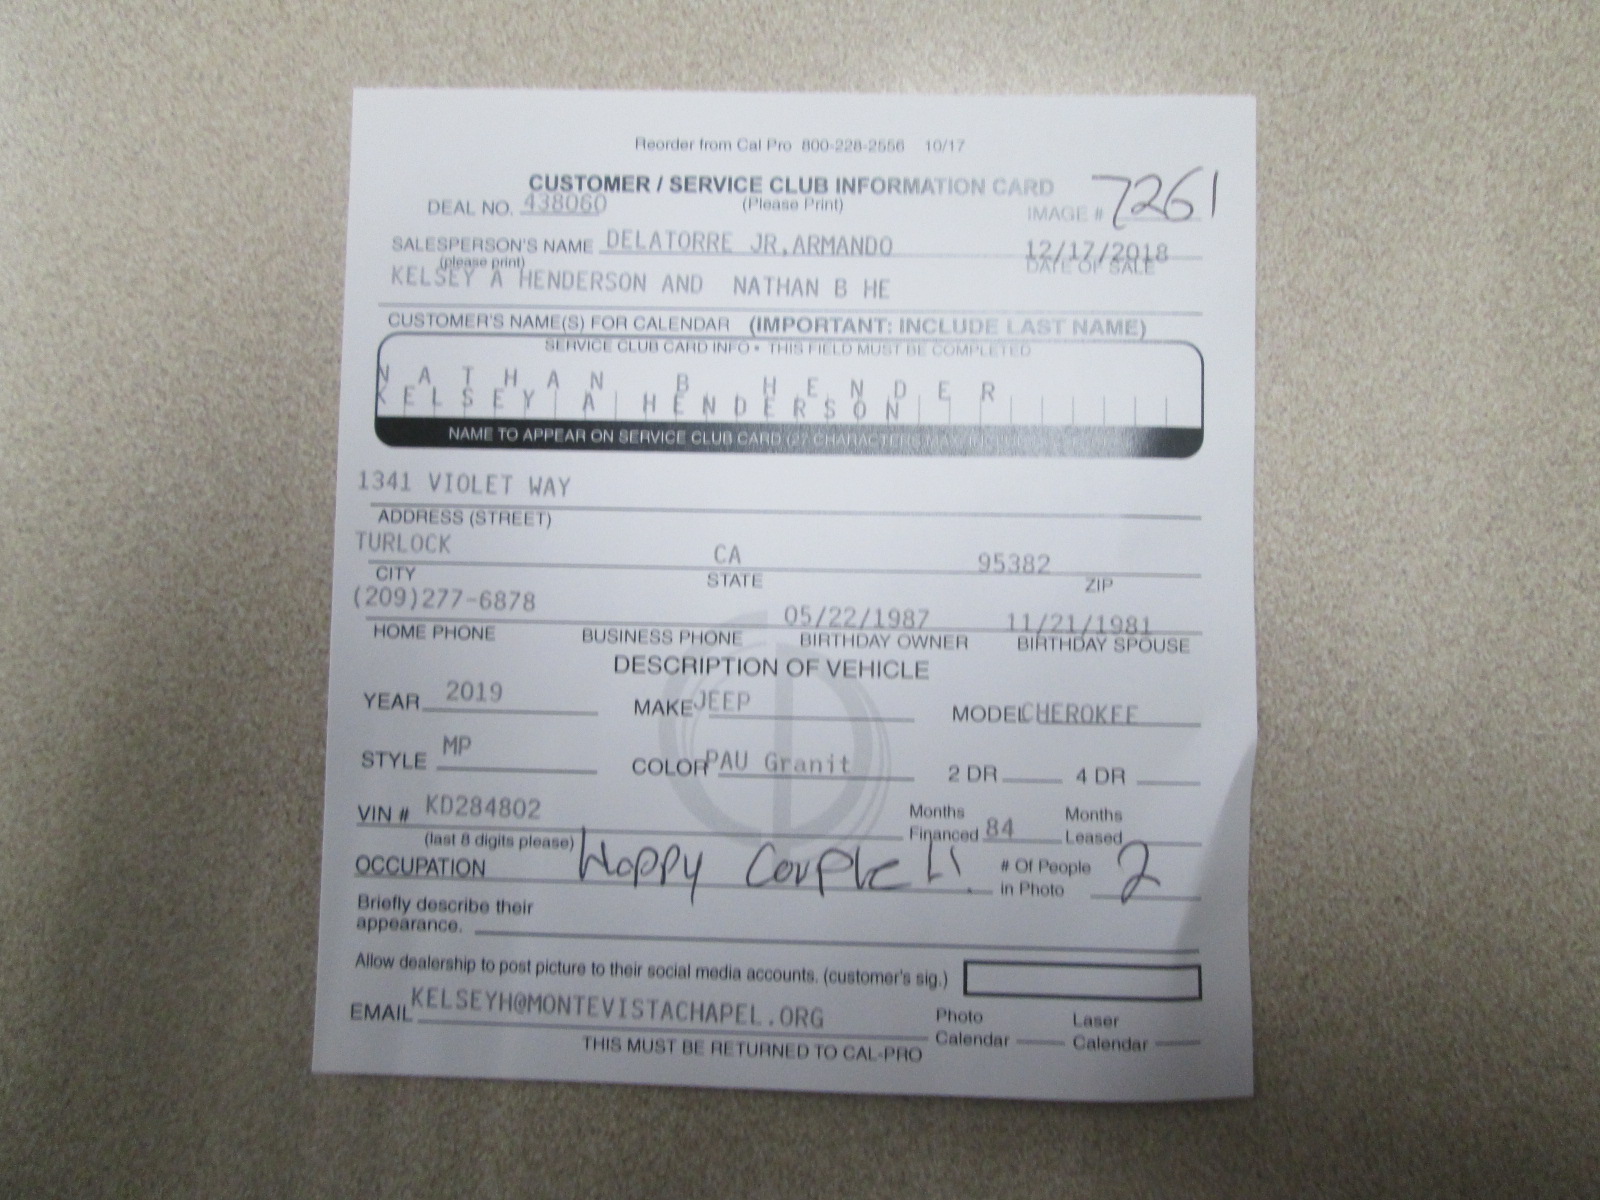 Reorder from Cal Pro 800-228-2556 10/17
CUSTOMER / SERVICE CLUB INFORMATION CARD
DEAL NO. 438060 (Please Print) IMAGE # 7261
SALESPERSON'S NAME DELATORRE JR,ARMANDO 12/17/2018
(please print) DATE OF SALE
KELSEY A HENDERSON AND NATHAN B HE
CUSTOMER'S NAME(S) FOR CALENDAR (IMPORTANT: INCLUDE LAST NAME)
SERVICE CLUB CARD INFO • THIS FIELD MUST BE COMPLETED
NATHAN B HENDER
KELSEY A HENDERSON
NAME TO APPEAR ON SERVICE CLUB CARD (27 CHARACTERS MAX
1341 VIOLET WAY
ADDRESS (STREET)
TURLOCK CA 95382
CITY STATE ZIP
(209)277-6878 05/22/1987 11/21/1981
HOME PHONE BUSINESS PHONE BIRTHDAY OWNER BIRTHDAY SPOUSE
DESCRIPTION OF VEHICLE
YEAR 2019 MAKE JEEP MODEL CHEROKEE
STYLE MP COLOR PAU Granit 2 DR 4 DR
VIN # KD284802 Months Financed 84 Months Leased
(last 8 digits please)
OCCUPATION Happy Couple!! # Of People in Photo 2
Briefly describe their
appearance.
Allow dealership to post picture to their social media accounts. (customer's sig.)
EMAIL KELSEYH@MONTEVISTACHAPEL.ORG Photo Calendar Laser Calendar
THIS MUST BE RETURNED TO CAL-PRO